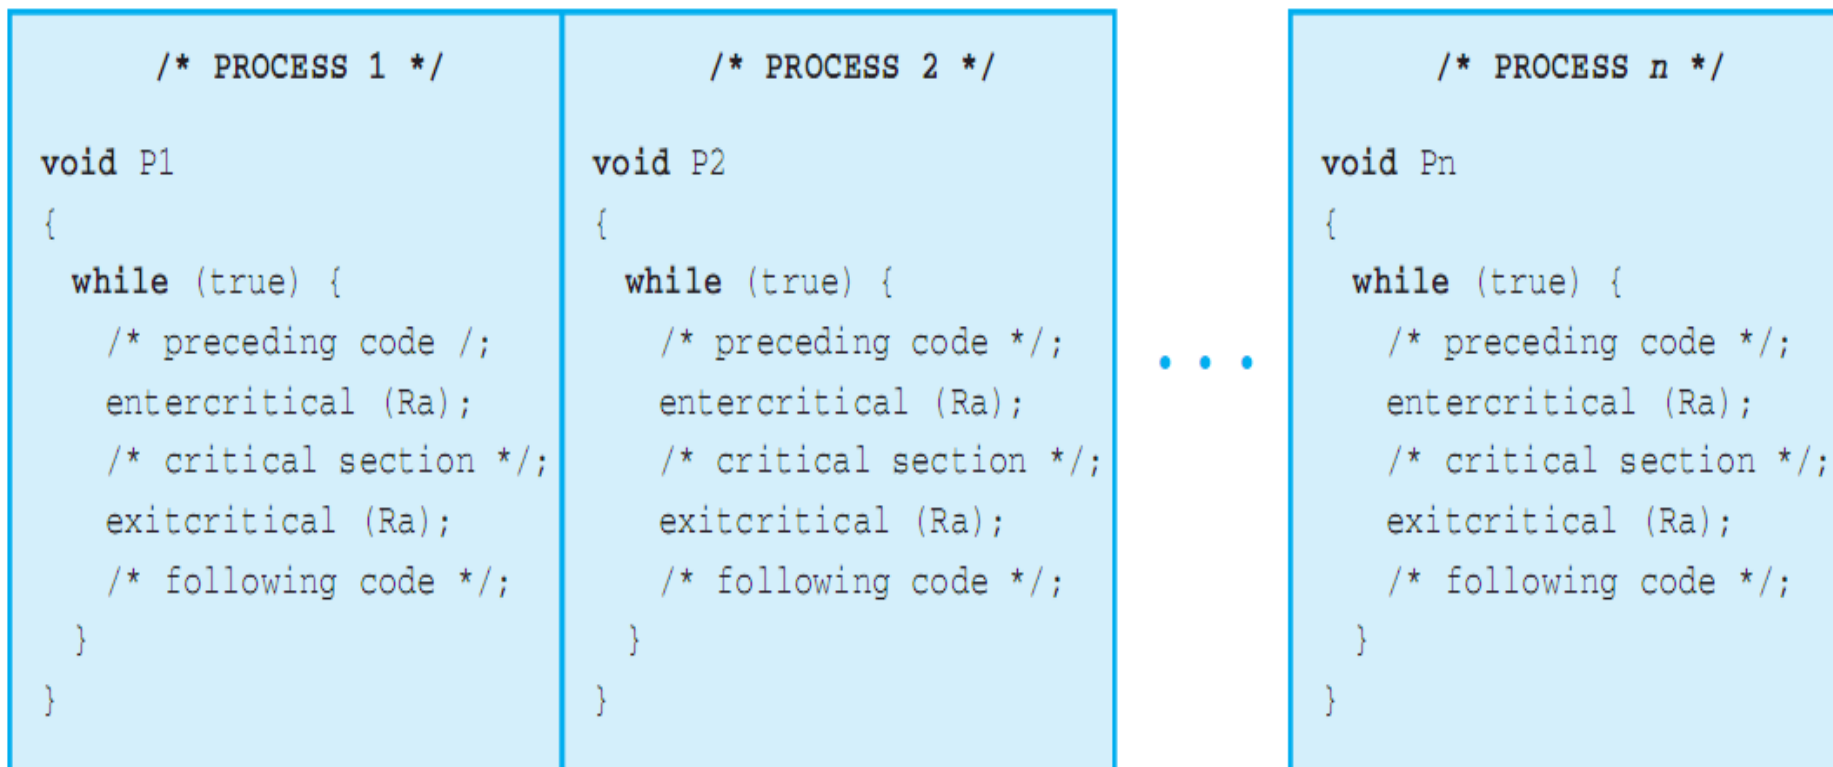 /* PROCESS 1 */
void P1
{
while (true) {
/* preceding code /;
entercritical (Ra);
/* critical section */;
exitcritical (Ra);
/* following code */;
}
}
/* PROCESS 2 */
void P2
{
while (true) {
/* preceding code */;
entercritical (Ra);
/* critical section */;
exitcritical (Ra);
/* following code */;
}
}
• • •
/* PROCESS n */
void Pn
{
while (true) {
/* preceding code */;
entercritical (Ra);
/* critical section */;
exitcritical (Ra);
/* following code */;
}
}